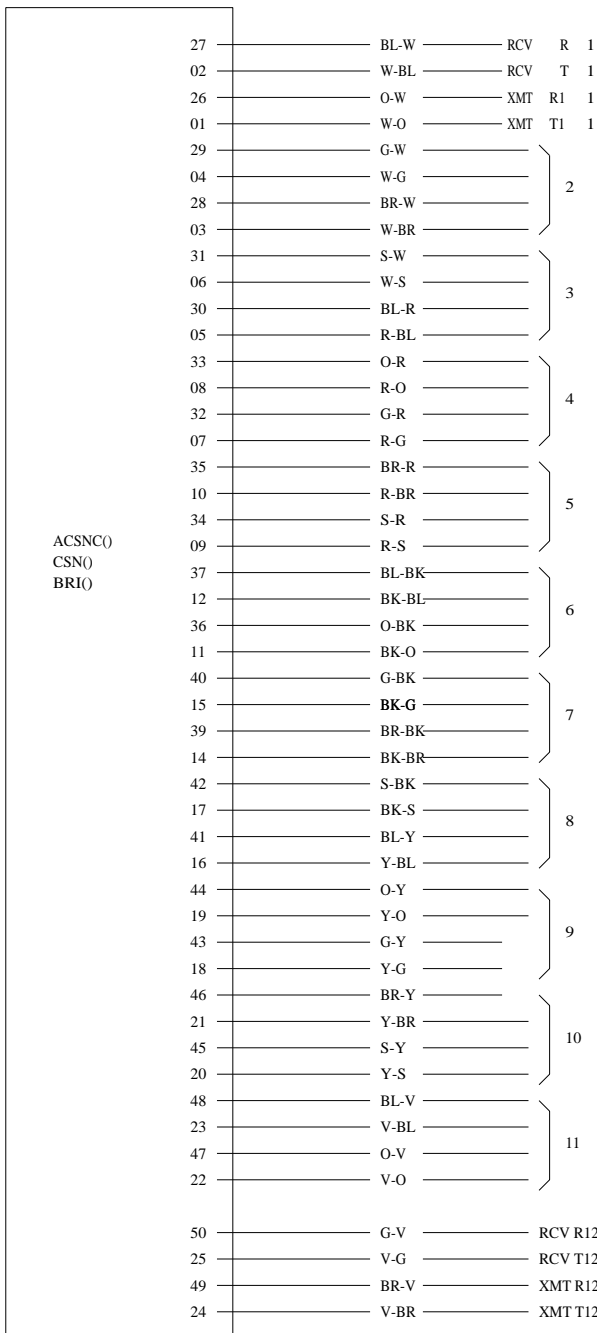 27 BL-W RCV R 1
02 W-BL RCV T 1
26 O-W XMT R1 1
01 W-O XMT T1 1
29 G-W
04 W-G
2
28 BR-W
03 W-BR
31 S-W
06 W-S
3
30 BL-R
05 R-BL
33 O-R
08 R-O
4
32 G-R
07 R-G
35 BR-R
10 R-BR
5
34 S-R
09 R-S
ACSNC()
CSN()
BRI()
37 BL-BK
12 BK-BL
6
36 O-BK
11 BK-O
40 G-BK
15 BK-G
7
39 BR-BK
14 BK-BR
42 S-BK
17 BK-S
8
41 BL-Y
16 Y-BL
44 O-Y
19 Y-O
9
43 G-Y
18 Y-G
46 BR-Y
21 Y-BR
10
45 S-Y
20 Y-S
48 BL-V
23 V-BL
11
47 O-V
22 V-O
50 G-V RCV R12
25 V-G RCV T12
49 BR-V XMT R12
24 V-BR XMT T12